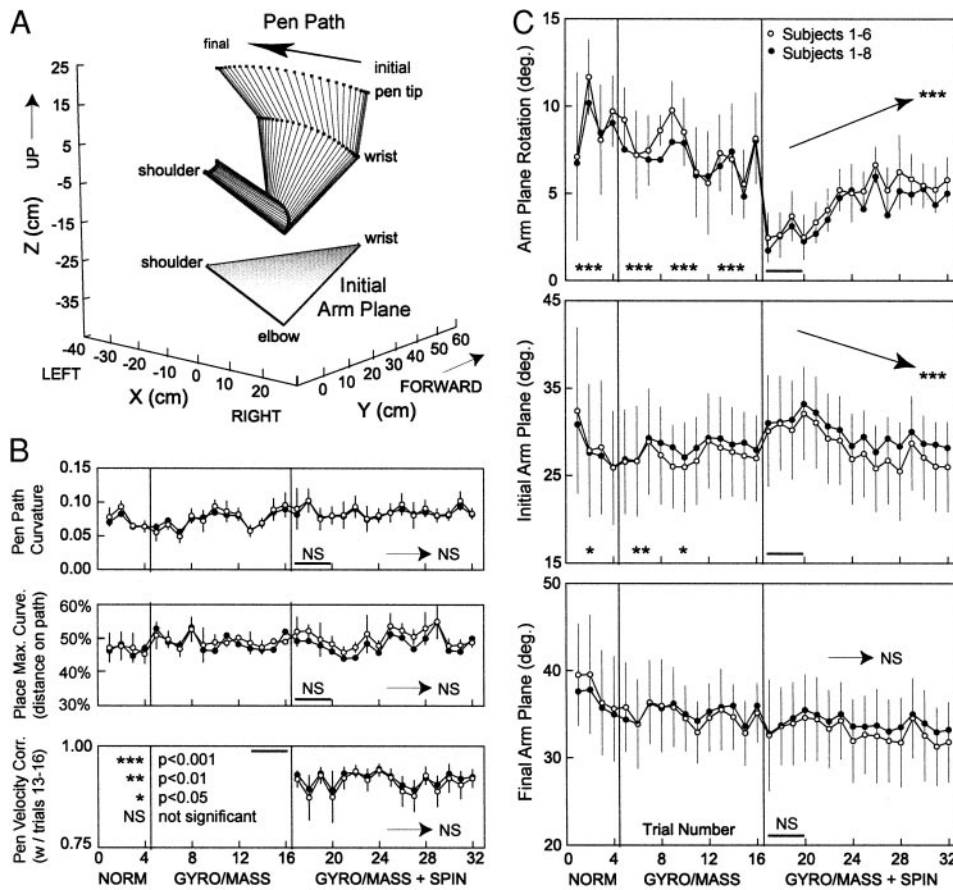 A
Pen Path
final
initial
pen tip
wrist
shoulder
wrist
shoulder
Initial
Arm Plane
elbow
UP
Z (cm)
25
15
5
-5
-15
-25
-35
-40
-30
-20
-10
0
10
20
LEFT
X (cm)
RIGHT
0
10
20
30
40
50
60
Y (cm)
FORWARD
B
Pen Path
Curvature
0.15
0.10
0.05
0.00
NS
NS
Place Max. Curve.
(distance on path)
60%
50%
40%
30%
NS
NS
Pen Velocity Corr.
(w / trials 13-16)
1.00
0.75
*** p<0.001
** p<0.01
* p<0.05
NS not significant
NS
0 4 8 12 16 20 24 28 32
NORM GYRO/MASS GYRO/MASS + SPIN
C
Arm Plane Rotation (deg.)
15
10
5
0
Subjects 1-6
Subjects 1-8
***
*** *** *** ***
Initial Arm Plane (deg.)
45
35
25
15
***
* ** *
Final Arm Plane (deg.)
50
40
30
20
NS
NS
Trial Number
0 4 8 12 16 20 24 28 32
NORM GYRO/MASS GYRO/MASS + SPIN